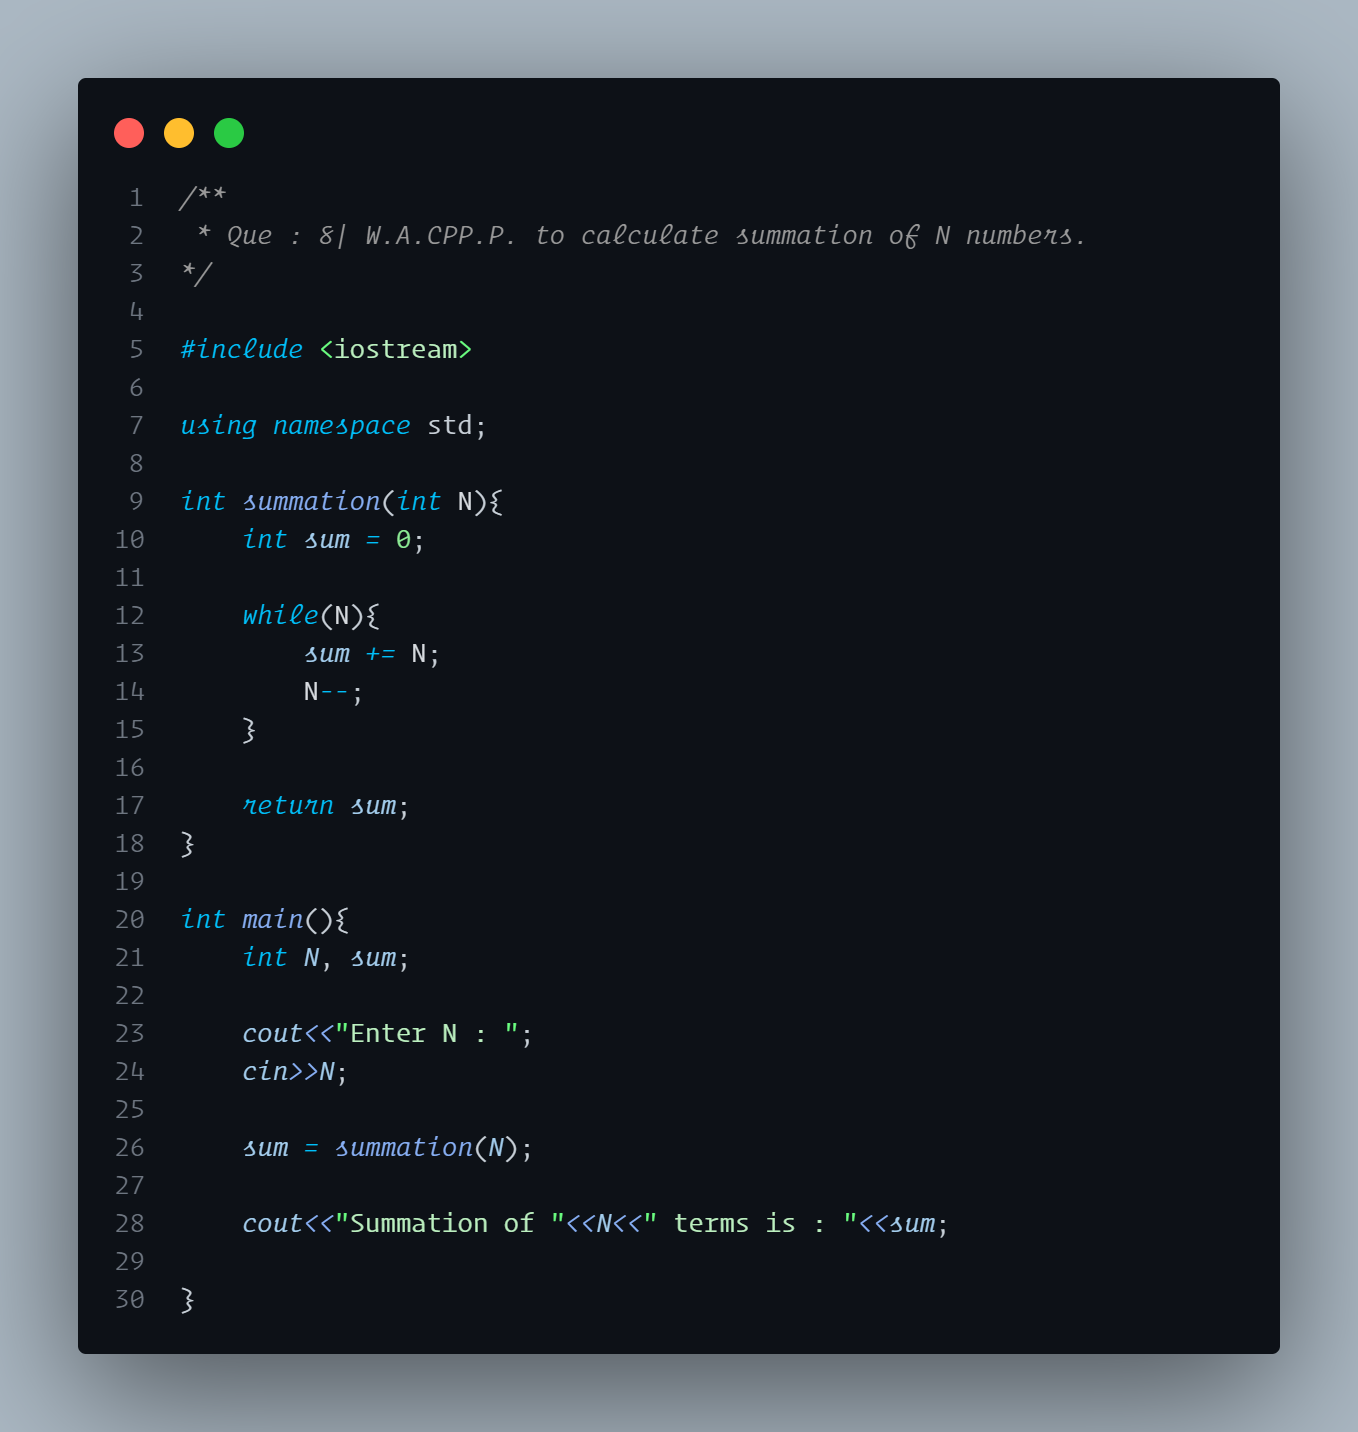 1 /**
2  * Que : 8| W.A.CPP.P. to calculate summation of N numbers.
3 */
4
5 #include <iostream>
6
7 using namespace std;
8
9 int summation(int N){
10     int sum = 0;
11
12     while(N){
13         sum += N;
14         N--;
15     }
16
17     return sum;
18 }
19
20 int main(){
21     int N, sum;
22
23     cout<<"Enter N : ";
24     cin>>N;
25
26     sum = summation(N);
27
28     cout<<"Summation of "<<N<<" terms is : "<<sum;
29
30 }